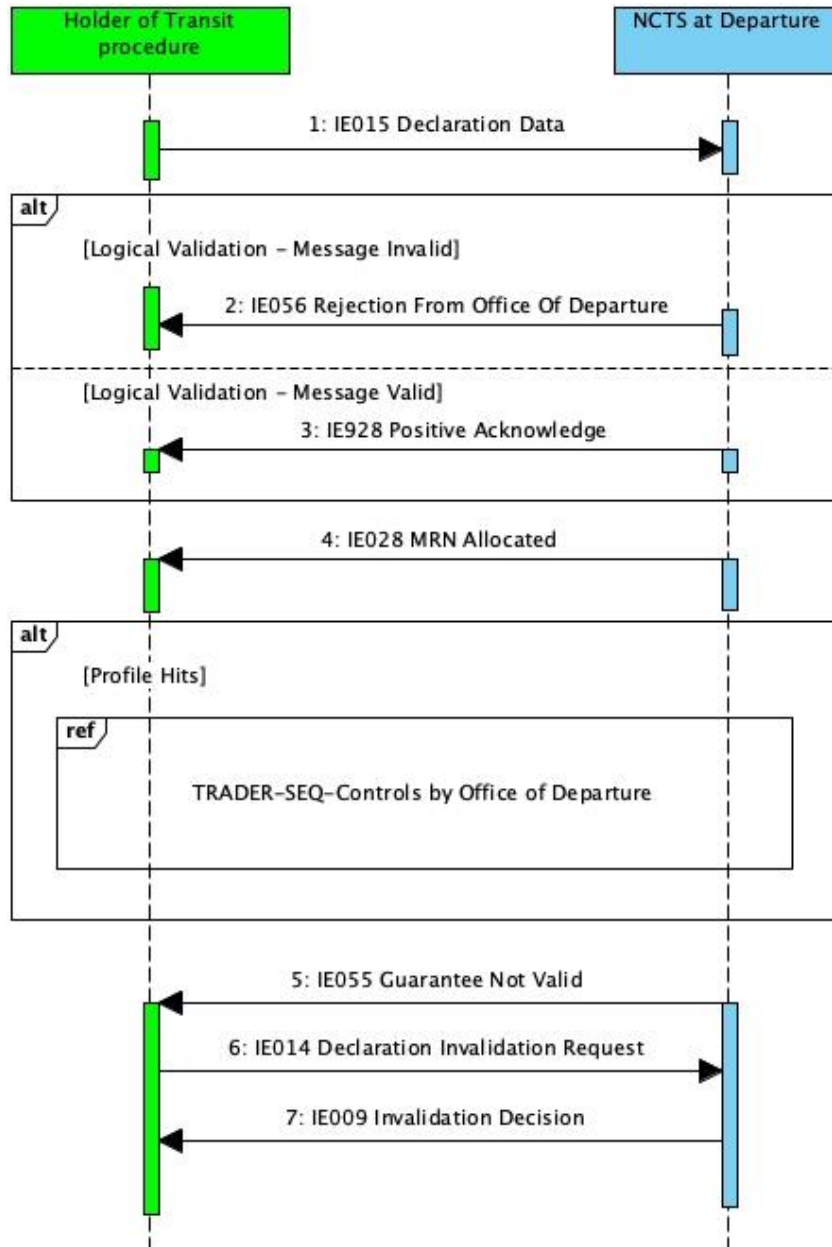 Holder of Transit
procedure
NCTS at Departure
1: IE015 Declaration Data
alt
[Logical Validation – Message Invalid]
2: IE056 Rejection From Office Of Departure
[Logical Validation – Message Valid]
3: IE928 Positive Acknowledge
4: IE028 MRN Allocated
alt
[Profile Hits]
ref
TRADER-SEQ-Controls by Office of Departure
5: IE055 Guarantee Not Valid
6: IE014 Declaration Invalidation Request
7: IE009 Invalidation Decision